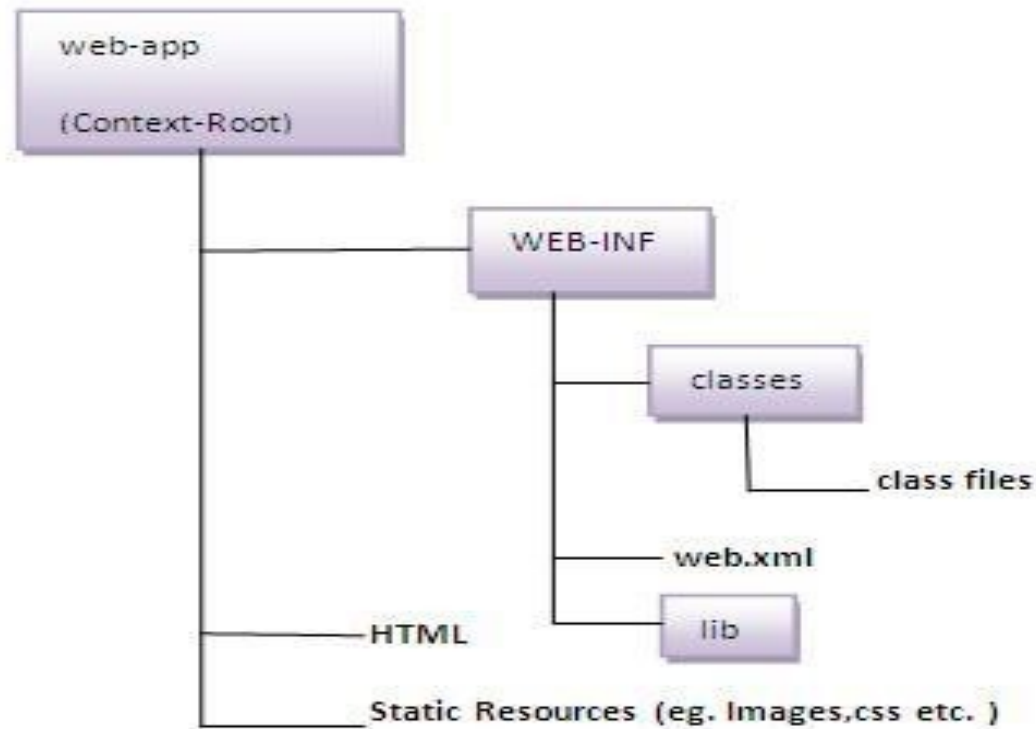 web-app
(Context-Root)
WEB-INF
classes
class files
web.xml
lib
HTML
Static Resources (eg. Images,css etc. )